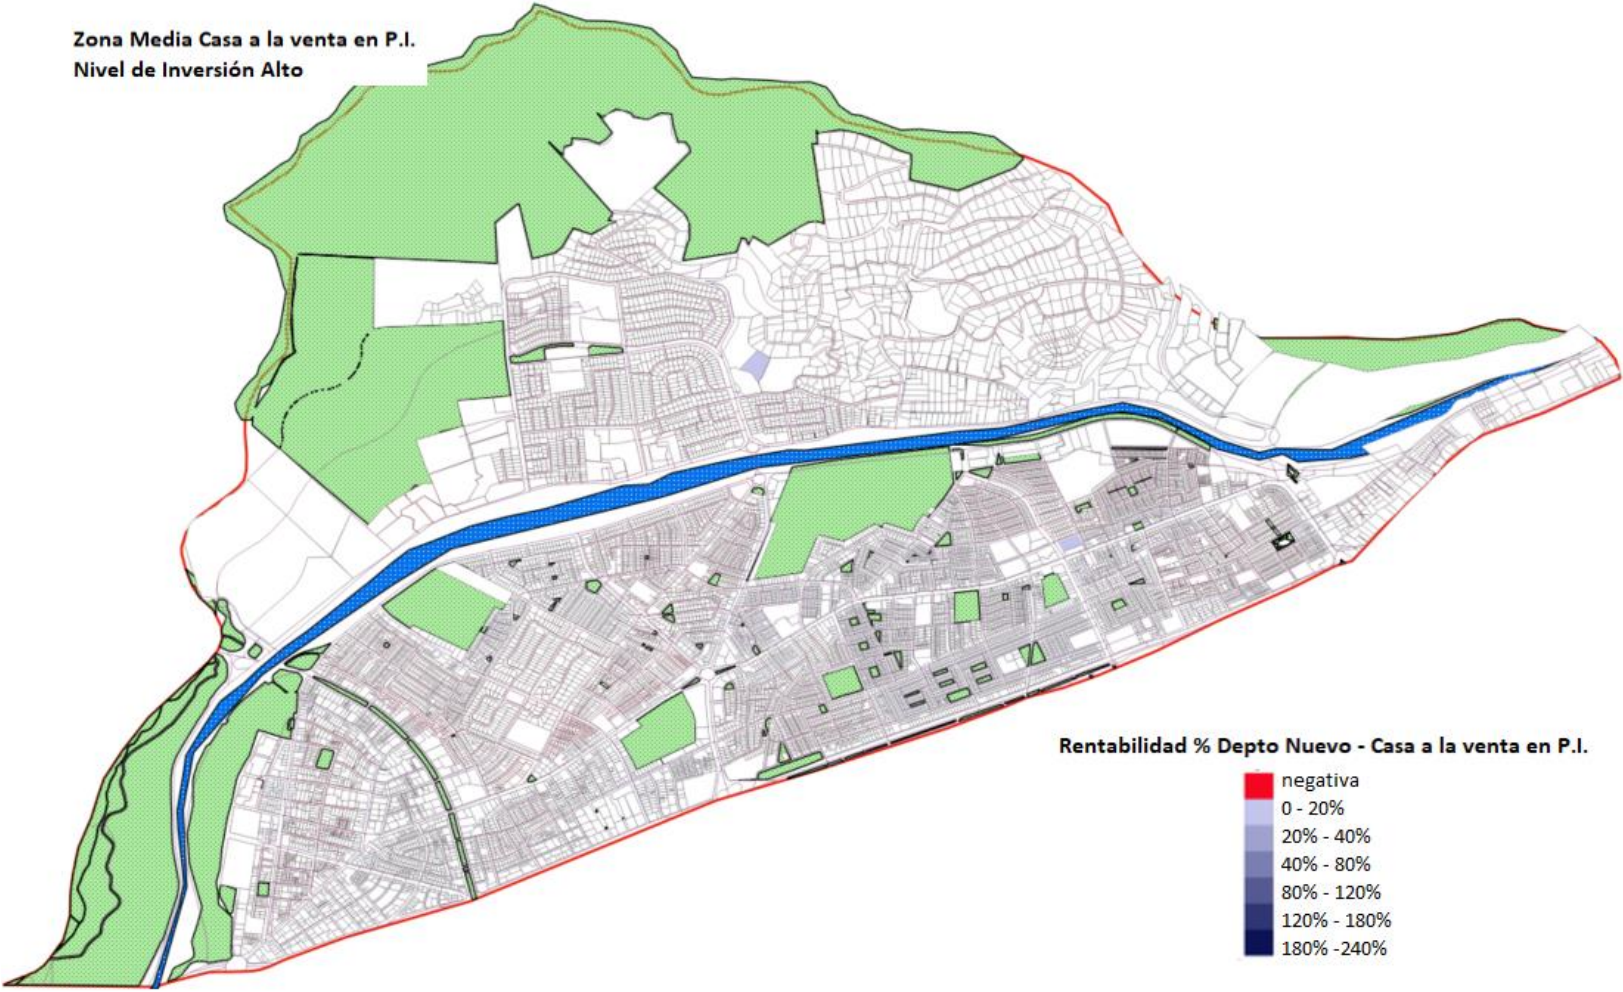 Zona Media Casa a la venta en P.I.
Nivel de Inversión Alto
Rentabilidad % Depto Nuevo - Casa a la venta en P.I.
negativa
0 - 20%
20% - 40%
40% - 80%
80% - 120%
120% - 180%
180% -240%